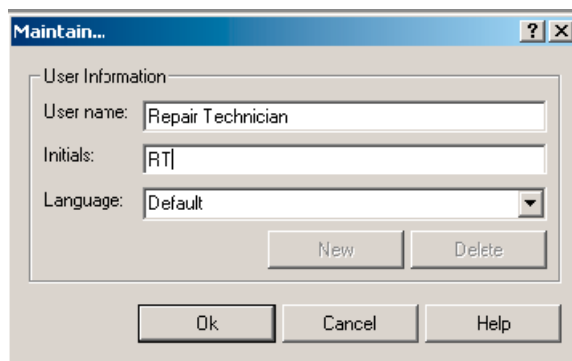 Maintain...
User Information
User name: Repair Technician
Initials: RT
Language: Default
New Delete
Ok Cancel Help